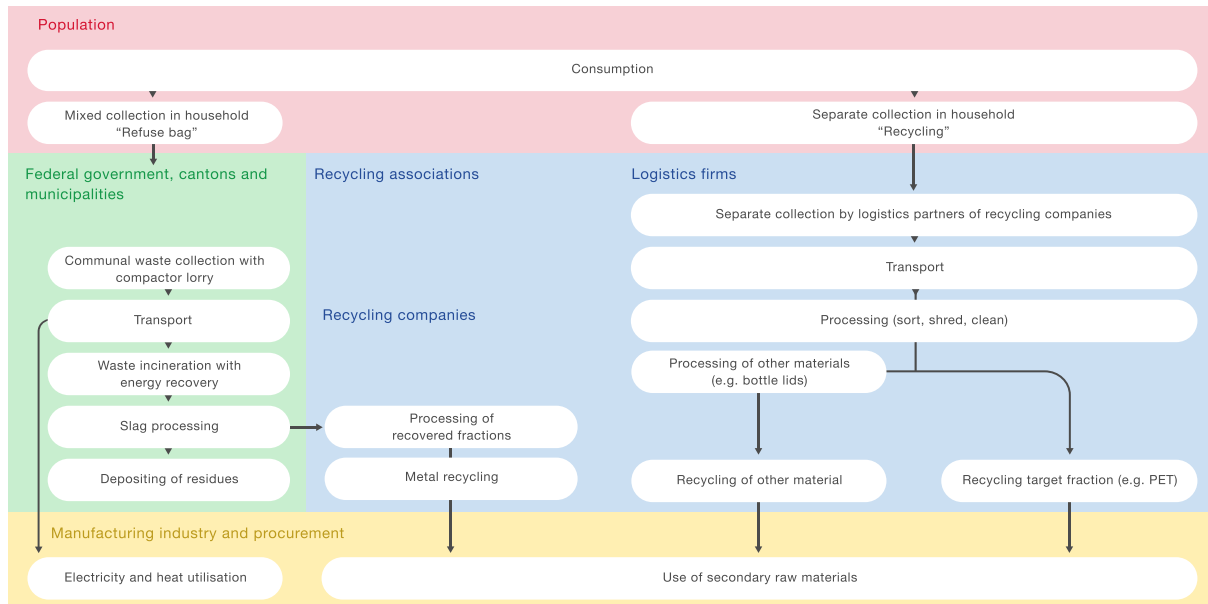 Population
Consumption
Mixed collection in household
“Refuse bag”
Separate collection in household
“Recycling”
Federal government, cantons and
municipalities
Recycling associations
Logistics firms
Separate collection by logistics partners of recycling companies
Communal waste collection with
compactor lorry
Transport
Transport
Recycling companies
Processing (sort, shred, clean)
Waste incineration with
energy recovery
Processing of other materials
(e.g. bottle lids)
Slag processing
Processing of
recovered fractions
Depositing of residues
Metal recycling
Recycling of other material
Recycling target fraction (e.g. PET)
Manufacturing industry and procurement
Electricity and heat utilisation
Use of secondary raw materials